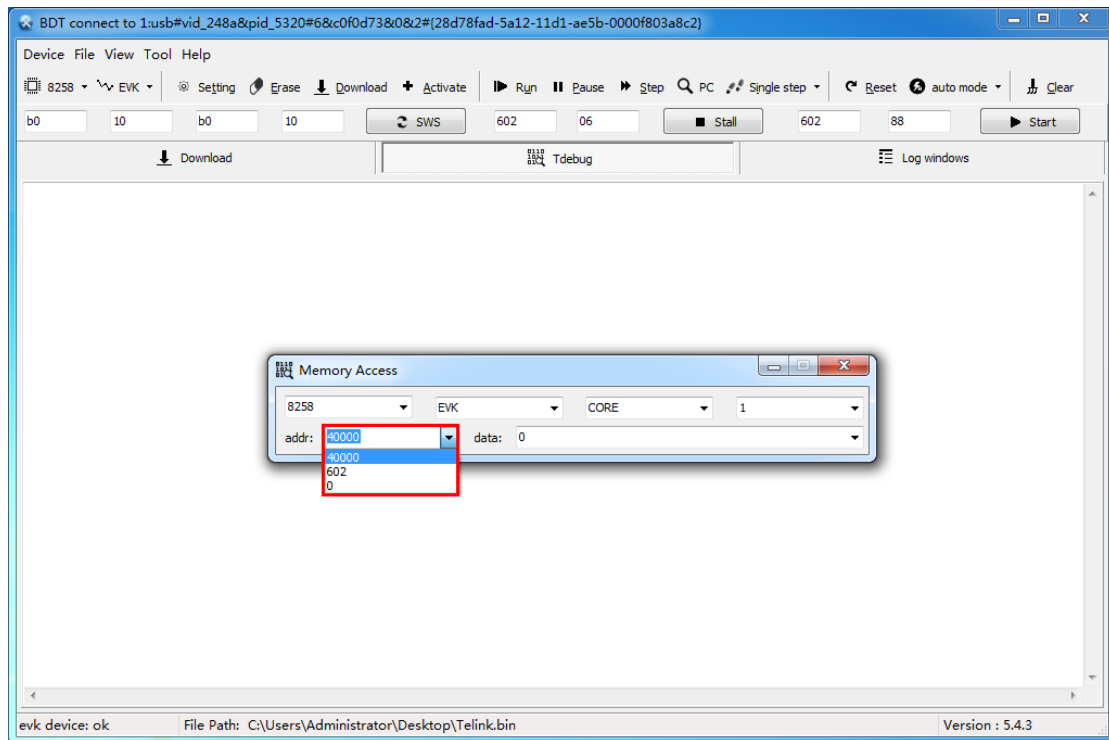 BDT connect to 1:usb#vid_248a&pid_5320#6&c0f0d73&0&2#{28d78fad-5a12-11d1-ae5b-0000f803a8c2}
Device File View Tool Help
8258 EVK Setting Erase Download Activate Run Pause Step PC Single step Reset auto mode Clear
b0 10 b0 10 SWS 602 06 Stall 602 88 Start
Download Tdebug Log windows
Memory Access
8258 EVK CORE 1
addr: 40000 data: 0
40000
602
0
evk device: ok File Path: C:\Users\Administrator\Desktop\Telink.bin Version : 5.4.3